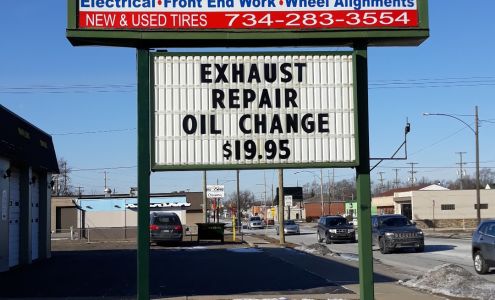 Electrical • Front End Work • Wheel Alignments
NEW & USED TIRES 734-283-3554
EXHAUST
REPAIR
OIL CHANGE
$19.95